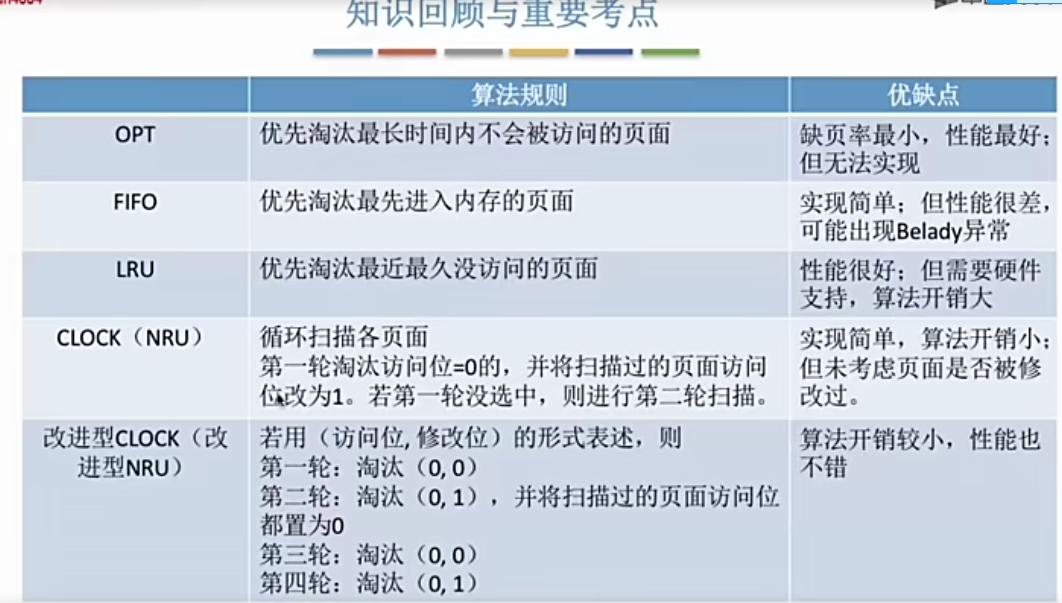 知识回顾与重要考点
算法规则
优缺点
OPT
优先淘汰最长时间内不会被访问的页面
缺页率最小，性能最好；
但无法实现
FIFO
优先淘汰最先进入内存的页面
实现简单；但性能很差，
可能出现Belady异常
LRU
优先淘汰最近最久没访问的页面
性能很好；但需要硬件
支持，算法开销大
CLOCK（NRU）
循环扫描各页面
第一轮淘汰访问位=0的，并将扫描过的页面访问
位改为1。若第一轮没选中，则进行第二轮扫描。
实现简单，算法开销小；
但未考虑页面是否被修
改过。
改进型CLOCK（改
进型NRU）
若用（访问位, 修改位）的形式表述，则
第一轮：淘汰（0, 0）
第二轮：淘汰（0, 1），并将扫描过的页面访问位
都置为0
第三轮：淘汰（0, 0）
第四轮：淘汰（0, 1）
算法开销较小，性能也
不错